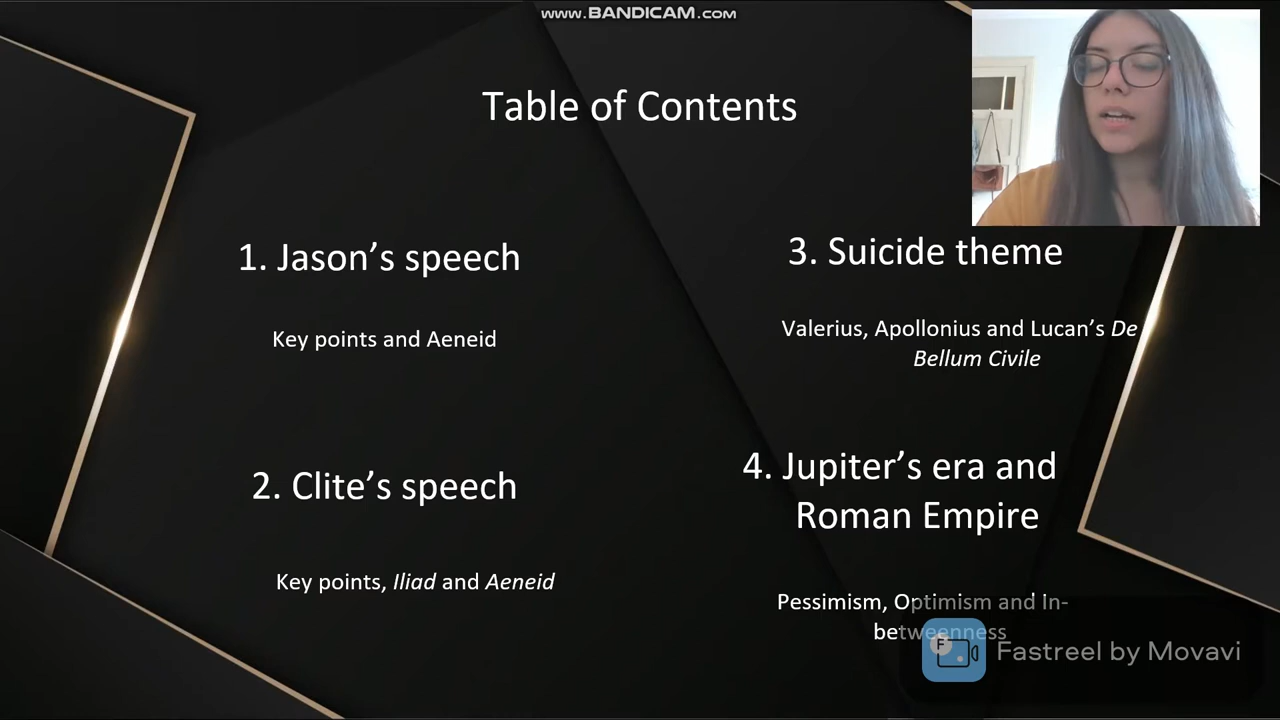 www.BANDICAM.com
Table of Contents
1. Jason's speech
Key points and Aeneid
2. Clite's speech
Key points, Iliad and Aeneid
3. Suicide theme
Valerius, Apollonius and Lucan's De
Bellum Civile
4. Jupiter's era and
Roman Empire
Pessimism, Optimism and In-
betweenness
F
Fastreel by Movavi